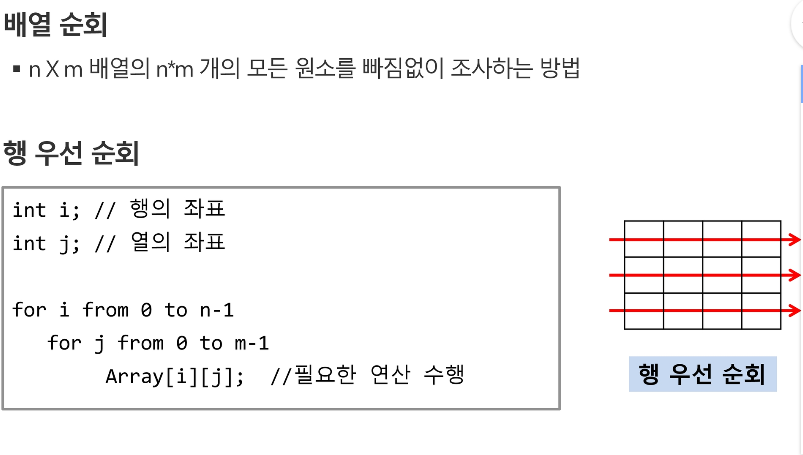 배열 순회
▪ n X m 배열의 n*m 개의 모든 원소를 빠짐없이 조사하는 방법
행 우선 순회
int i; // 행의 좌표
int j; // 열의 좌표
for i from 0 to n-1
for j from 0 to m-1
Array[i][j]; //필요한 연산 수행
행 우선 순회